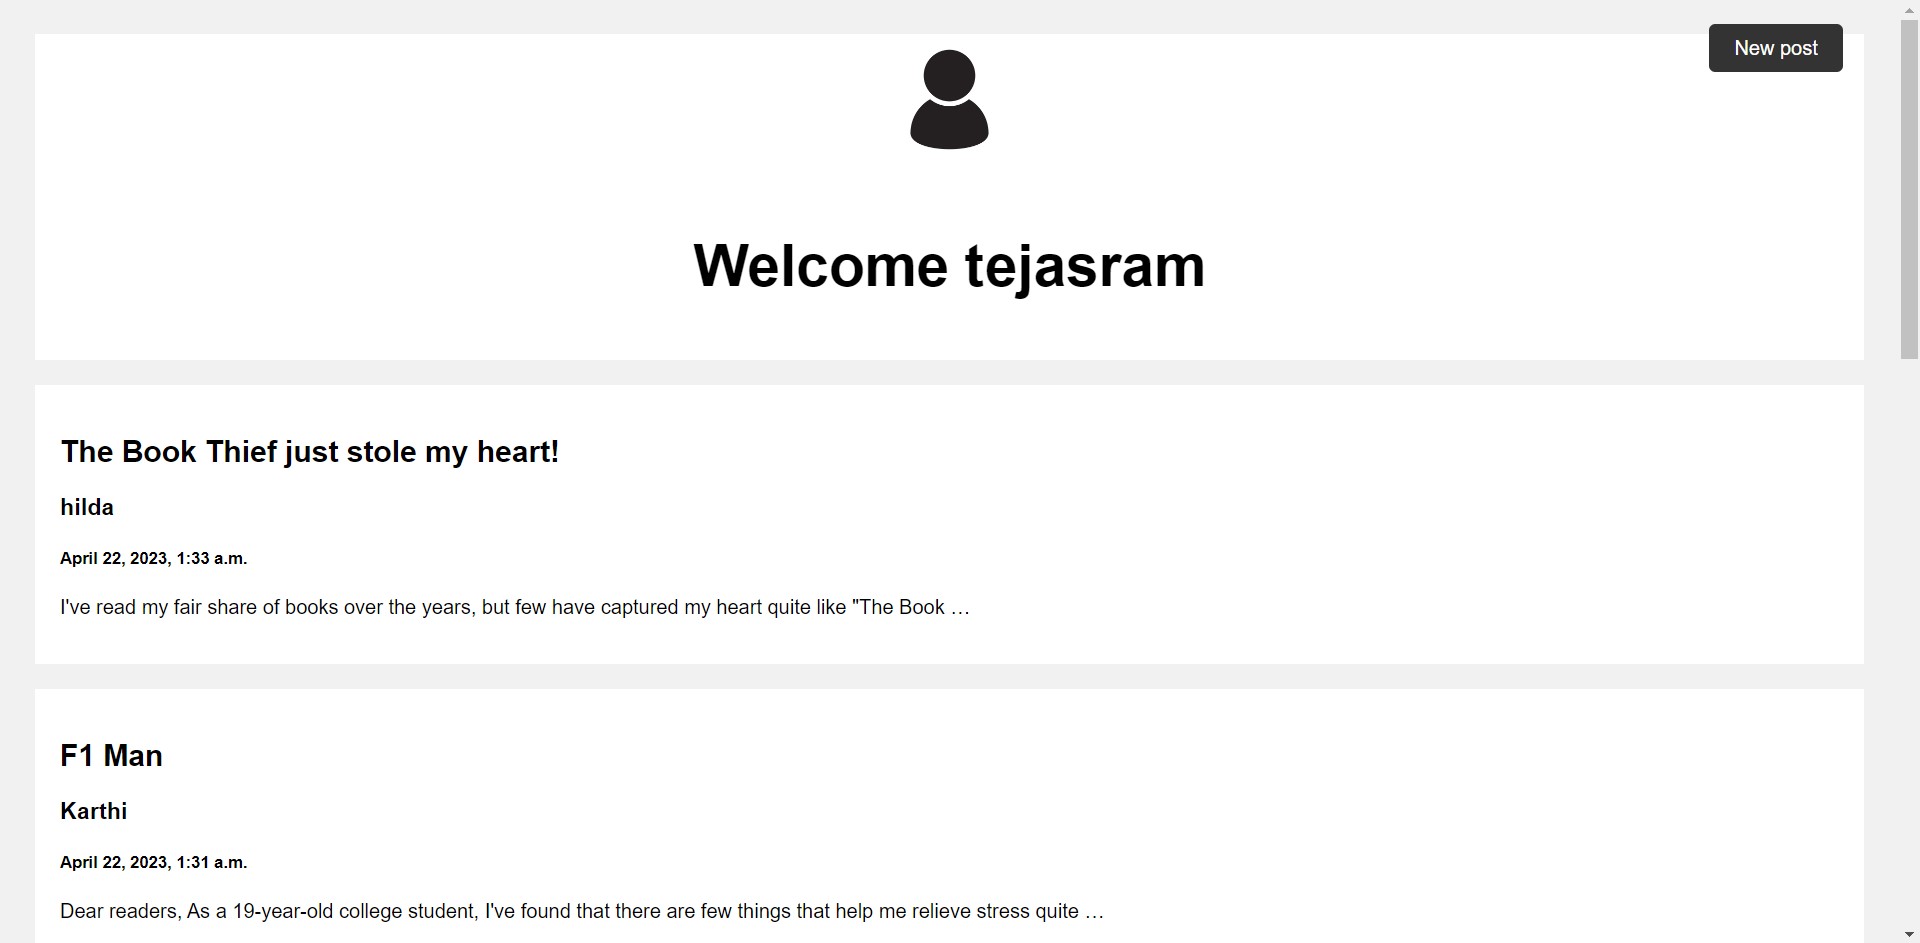 New post
Welcome tejasram
The Book Thief just stole my heart!
hilda
April 22, 2023, 1:33 a.m.
I've read my fair share of books over the years, but few have captured my heart quite like "The Book …
F1 Man
Karthi
April 22, 2023, 1:31 a.m.
Dear readers, As a 19-year-old college student, I've found that there are few things that help me relieve stress quite …